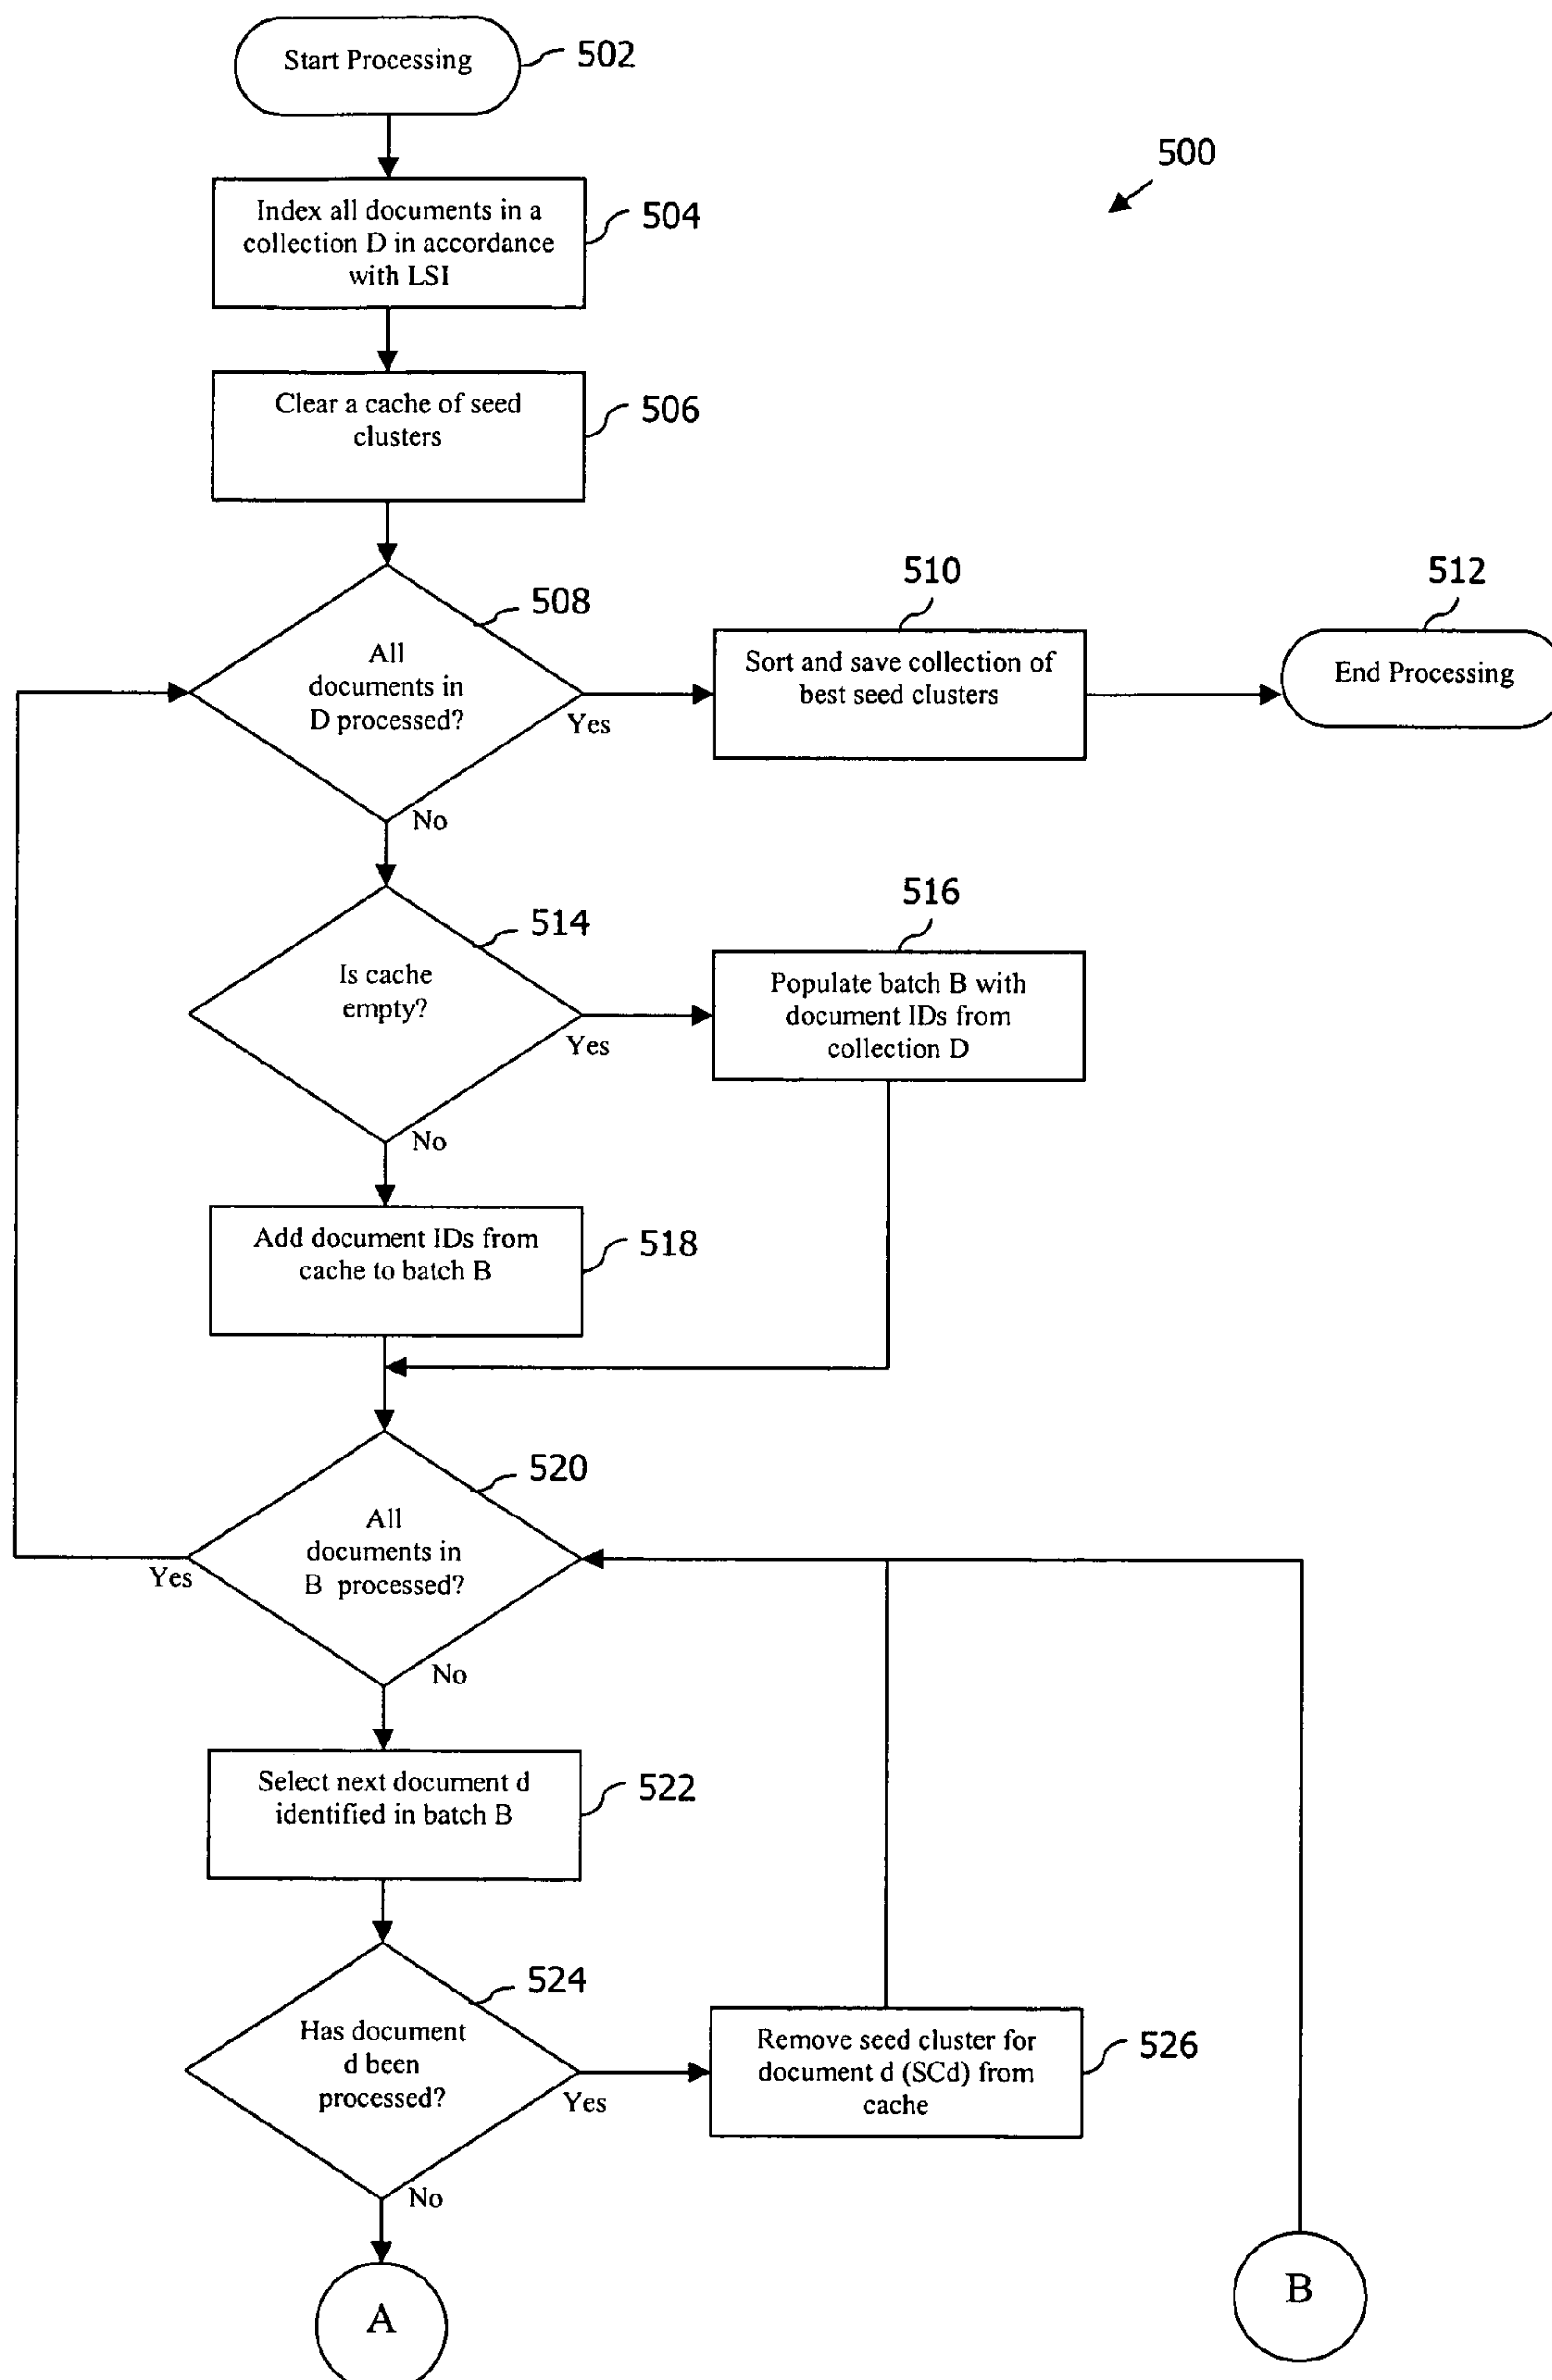 Start Processing
502
500
Index all documents in a
collection D in accordance
with LSI
504
Clear a cache of seed
clusters
506
508
All
documents in
D processed?
Yes
No
510
Sort and save collection of
best seed clusters
512
End Processing
514
Is cache
empty?
Yes
No
516
Populate batch B with
document IDs from
collection D
Add document IDs from
cache to batch B
518
520
All
documents in
B processed?
Yes
No
Select next document d
identified in batch B
522
524
Has document
d been
processed?
Yes
No
Remove seed cluster for
document d (SCd) from
cache
526
A
B